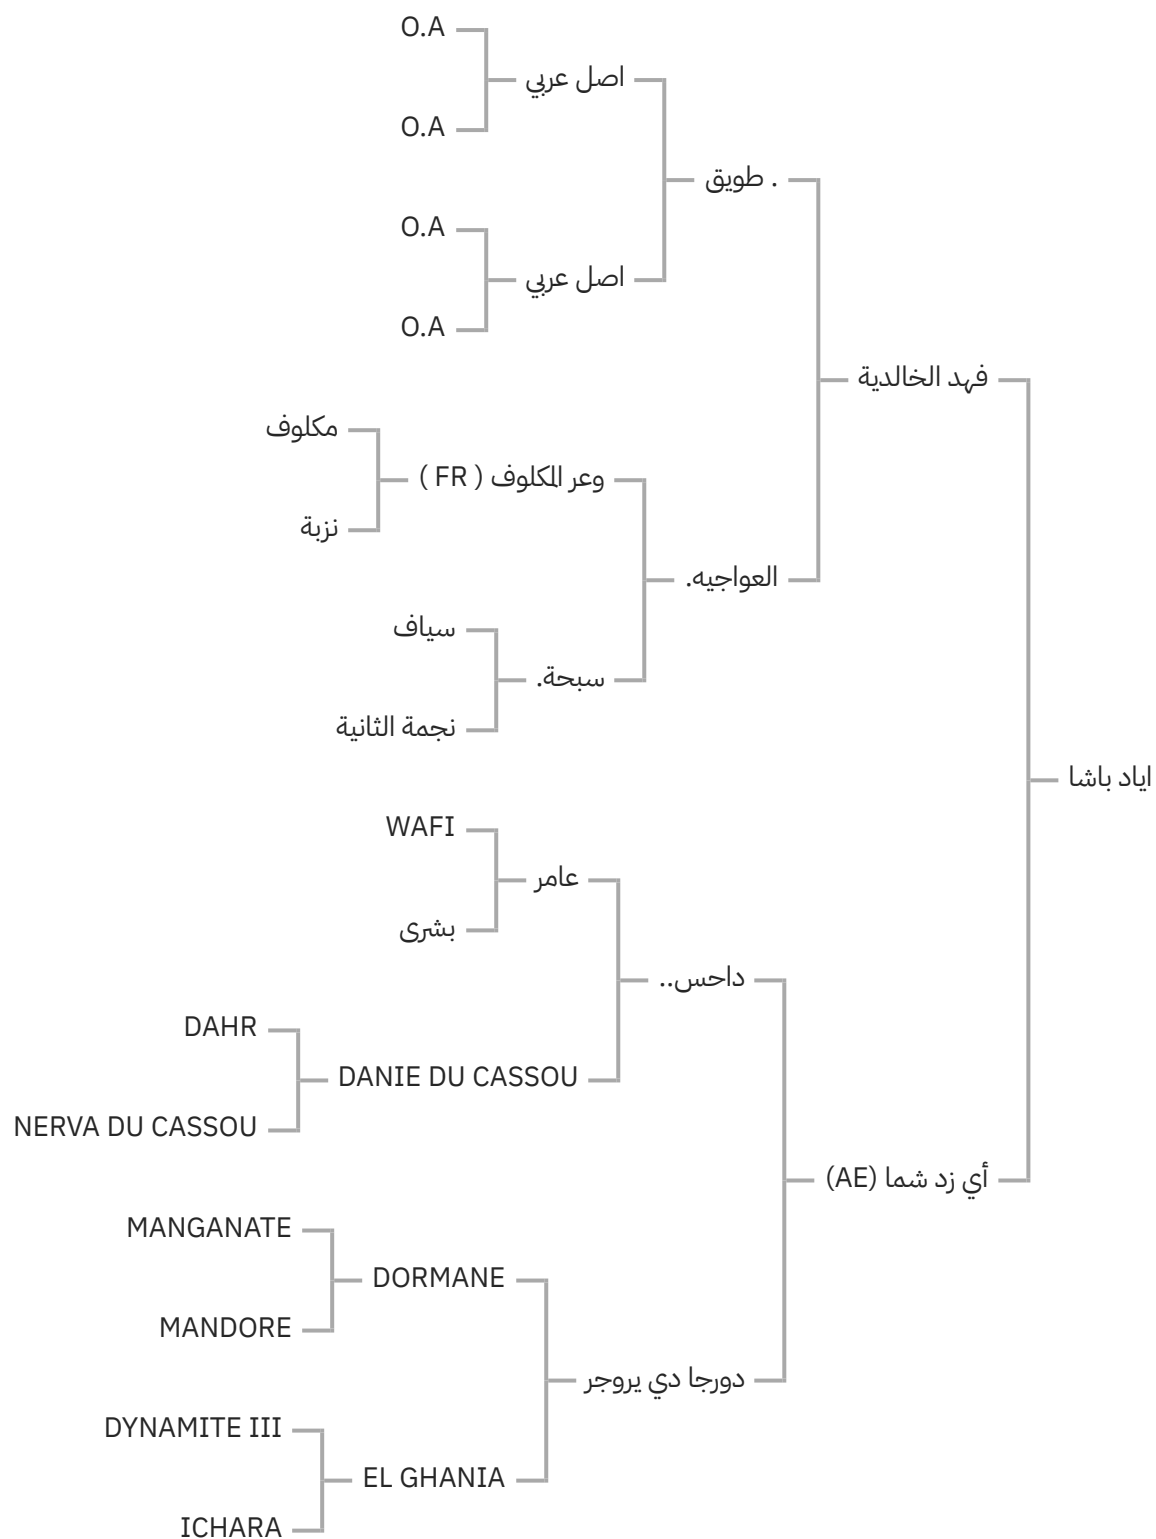 O.A
اصل عربي
O.A
. طويق
O.A
اصل عربي
O.A
فهد الخالدية
مكلوف
وعر المكلوف ( FR )
نزبة
العواجيه.
سياف
سبحة.
نجمة الثانية
اياد باشا
WAFI
عامر
بشرى
داحس..
DAHR
DANIE DU CASSOU
NERVA DU CASSOU
أي زد شما (AE)
MANGANATE
DORMANE
MANDORE
دورجا دي يروجر
DYNAMITE III
EL GHANIA
ICHARA